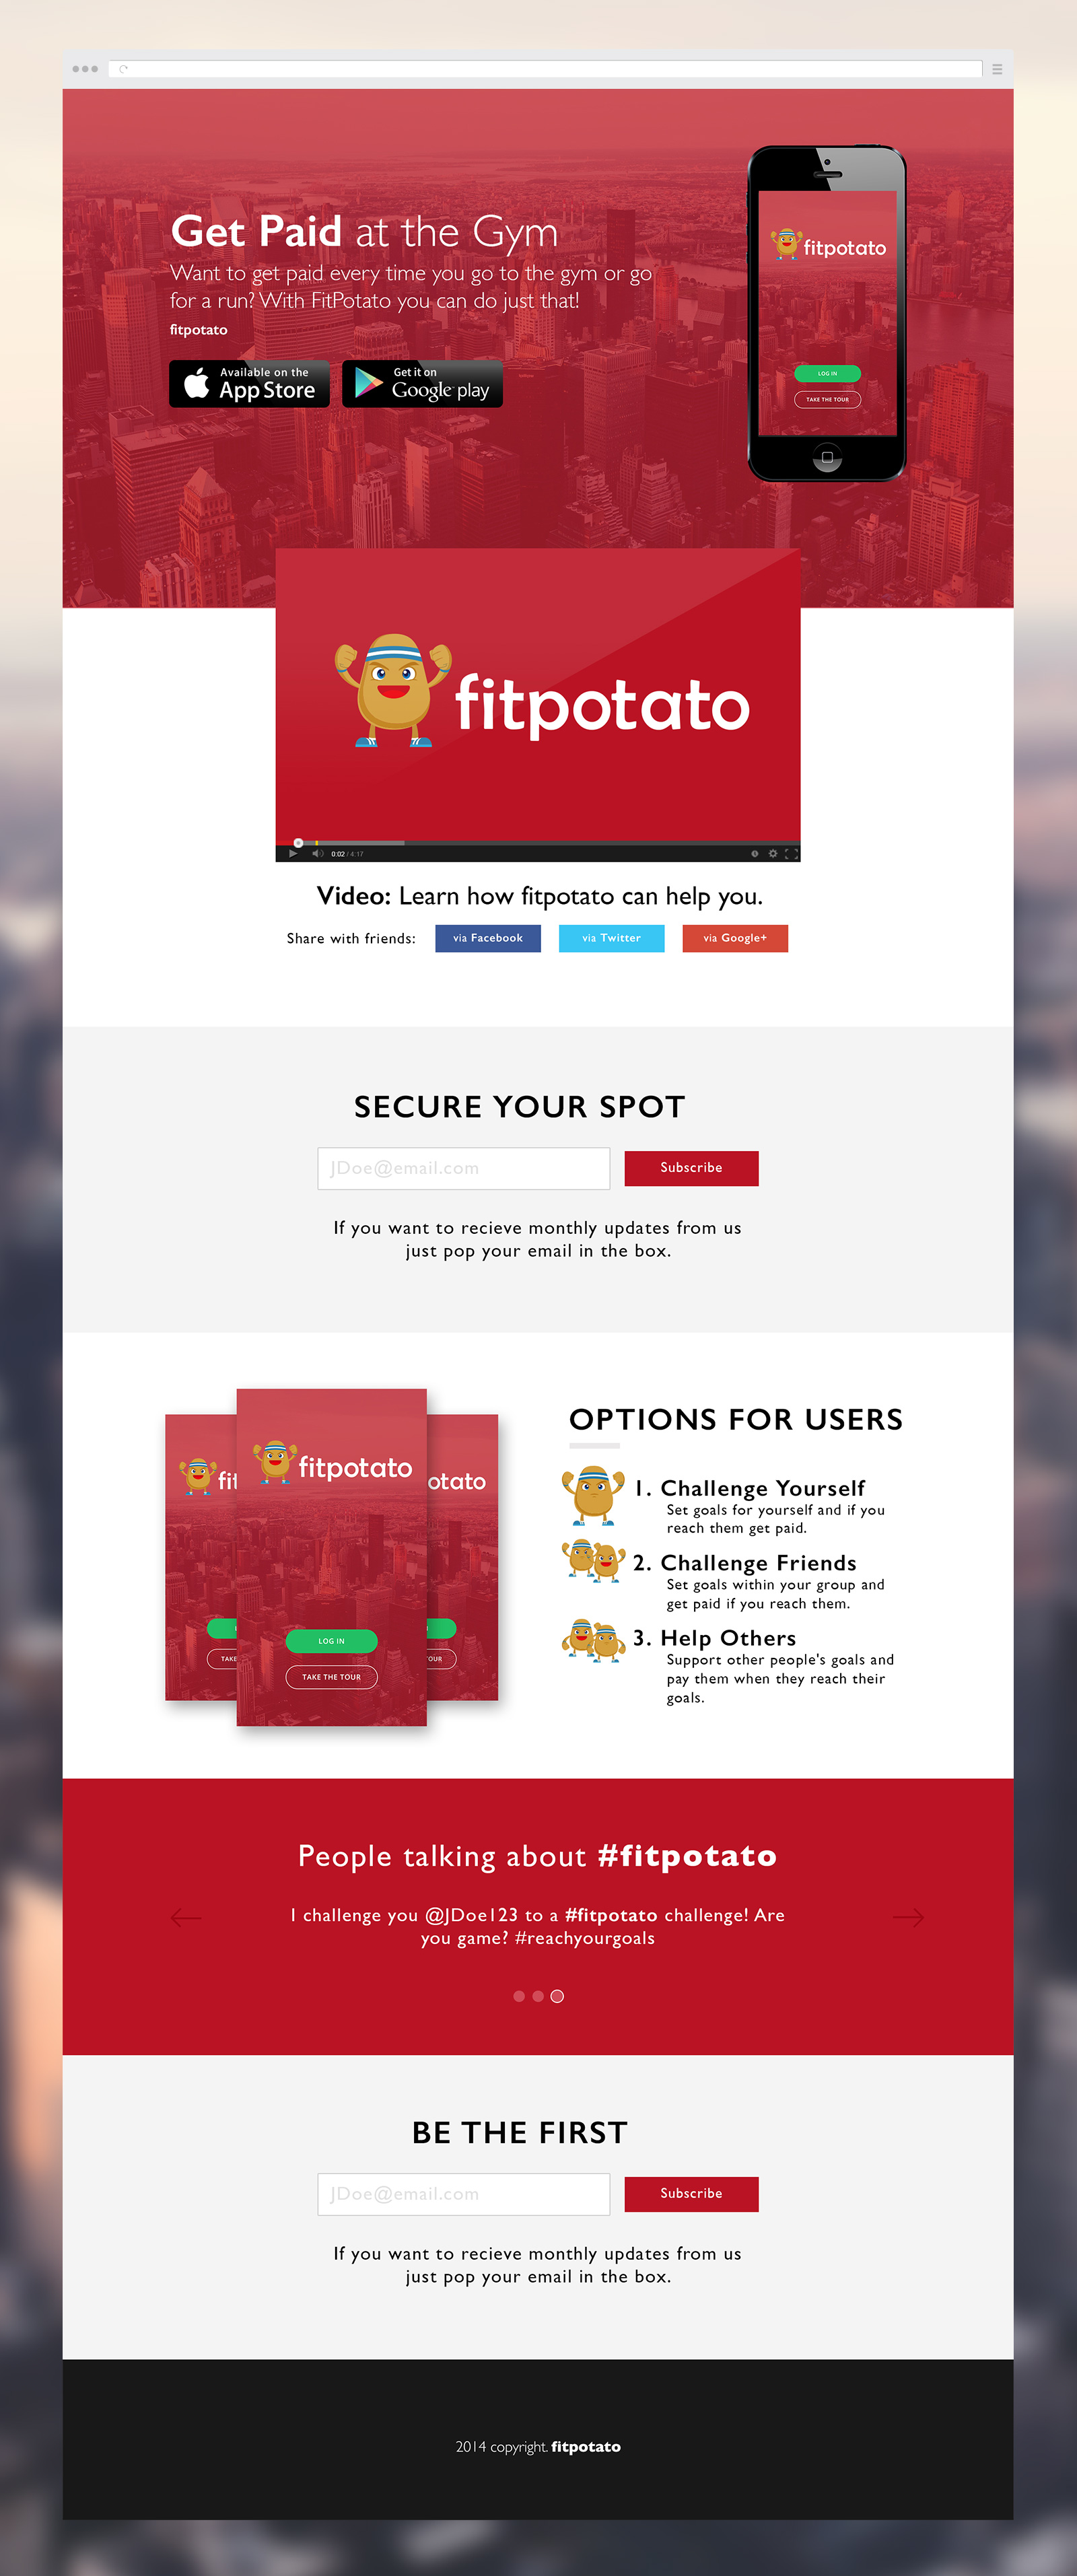 Get Paid at the Gym
Want to get paid every time you go to the gym or go
for a run? With FitPotato you can do just that!
fitpotato
Available on the
App Store
Get it on
Google play
fitpotato
LOG IN
TAKE THE TOUR
fitpotato
0:02 / 4:17
Video: Learn how fitpotato can help you.
Share with friends:
via Facebook
via Twitter
via Google+
SECURE YOUR SPOT
JDoe@email.com
Subscribe
If you want to recieve monthly updates from us
just pop your email in the box.
fit
fitpotato
otato
LOG IN
TAKE THE TOUR
TAKE
OUR
OPTIONS FOR USERS
1. Challenge Yourself
Set goals for yourself and if you
reach them get paid.
2. Challenge Friends
Set goals within your group and
get paid if you reach them.
3. Help Others
Support other people's goals and
pay them when they reach their
goals.
People talking about #fitpotato
I challenge you @JDoe123 to a #fitpotato challenge! Are
you game? #reachyourgoals
BE THE FIRST
JDoe@email.com
Subscribe
If you want to recieve monthly updates from us
just pop your email in the box.
2014 copyright. fitpotato